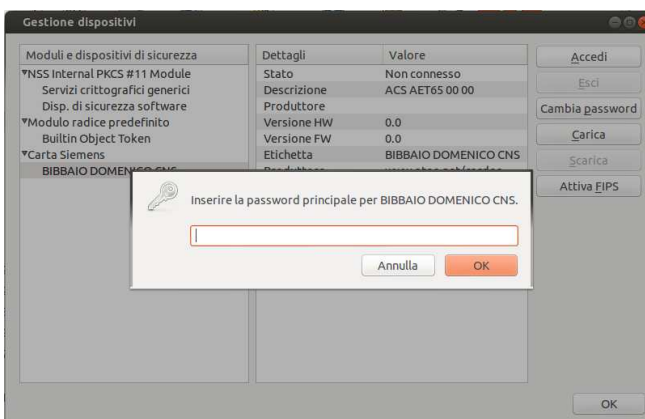 Gestione dispositivi
Moduli e dispositivi di sicurezza
NSS Internal PKCS #11 Module
Servizi crittografici generici
Disp. di sicurezza software
Modulo radice predefinito
Builtin Object Token
Carta Siemens
BIBBAIO DOMENICO CNS
Dettagli Valore
Stato Non connesso
Descrizione ACS AET65 00 00
Produttore
Versione HW 0.0
Versione FW 0.0
Etichetta BIBBAIO DOMENICO CNS
Accedi
Esci
Cambia password
Carica
Scarica
Attiva FIPS
Inserire la password principale per BIBBAIO DOMENICO CNS.
Annulla OK
OK